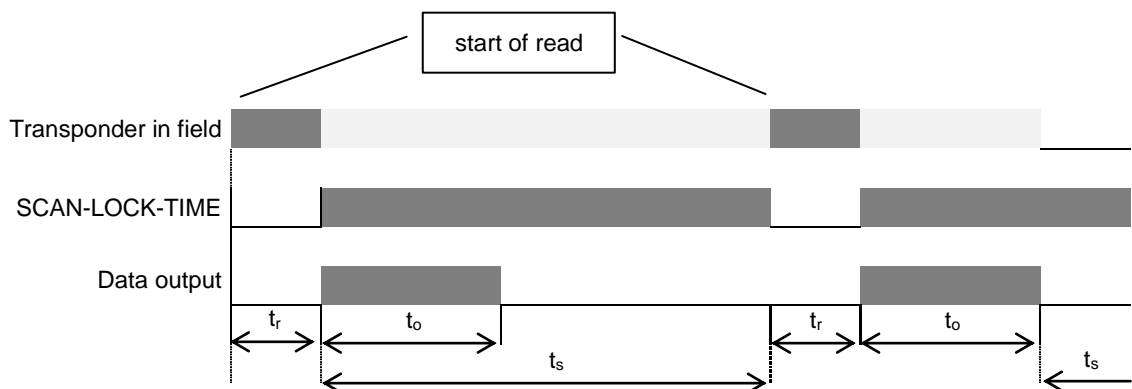 start of read
Transponder in field
SCAN-LOCK-TIME
Data output
tr to tr to
ts ts